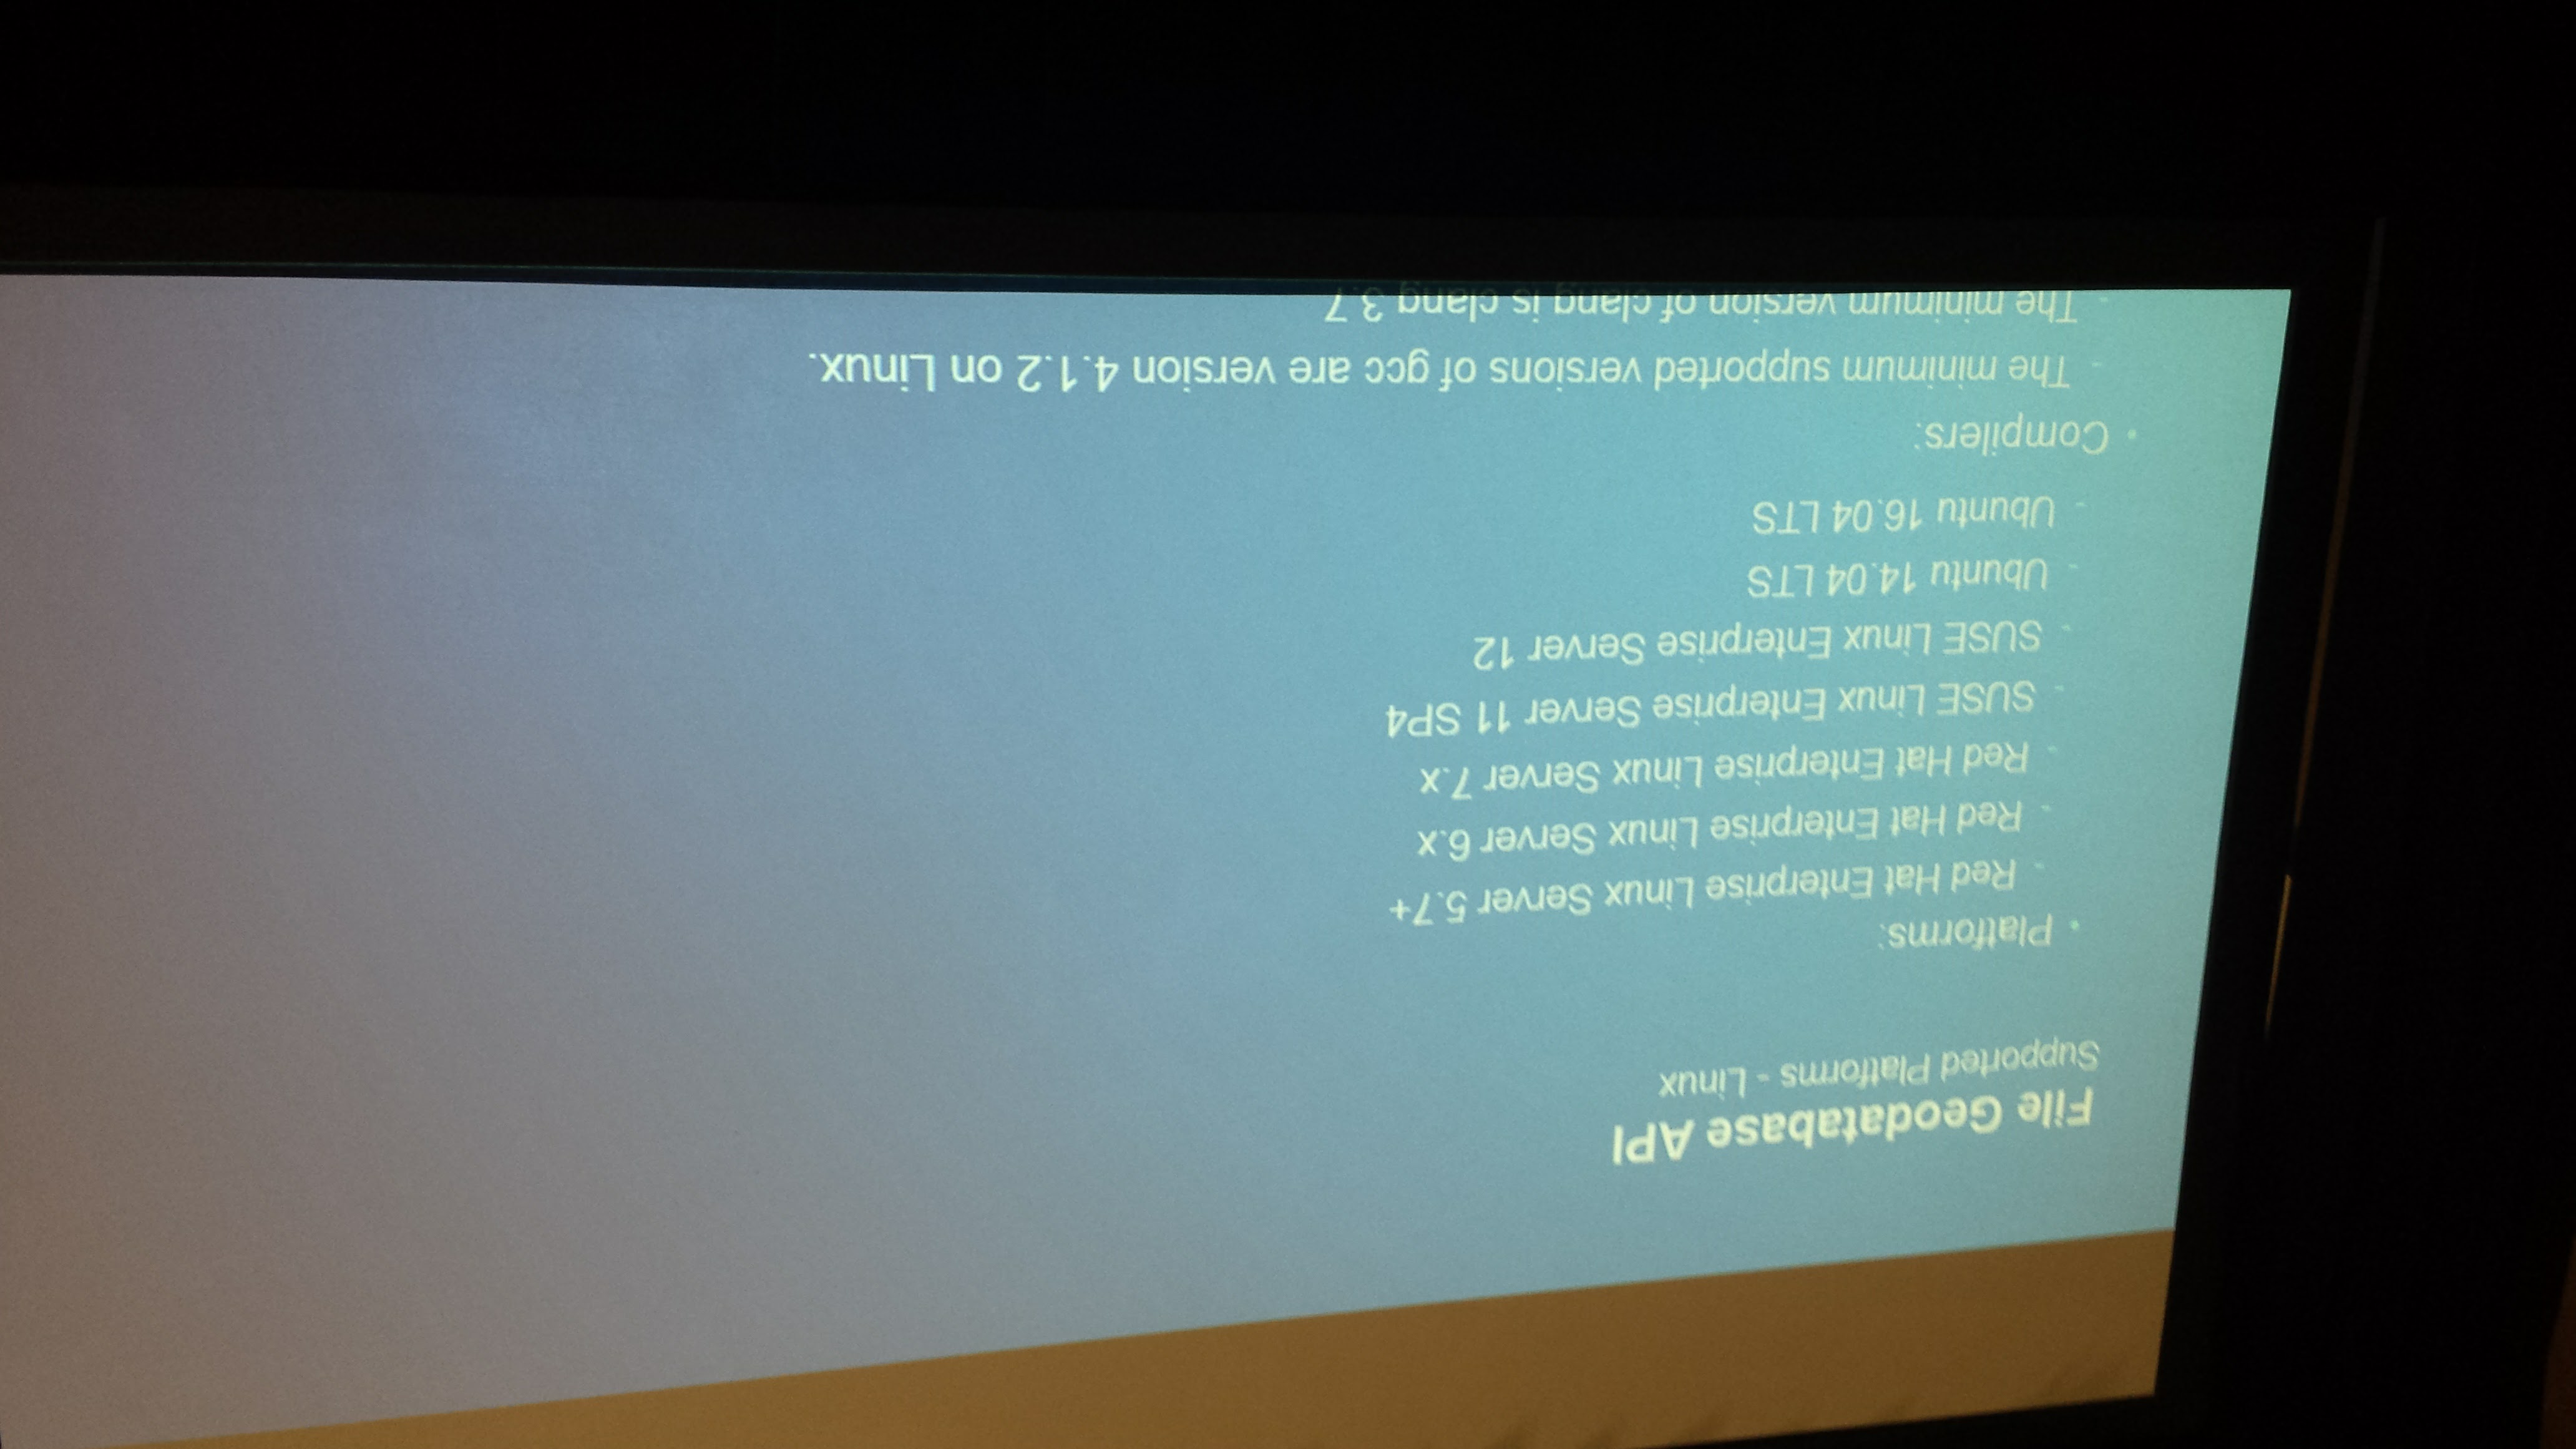 File Geodatabase API
Supported Platforms - Linux
• Platforms:
- Red Hat Enterprise Linux Server 5.7+
- Red Hat Enterprise Linux Server 6.x
- Red Hat Enterprise Linux Server 7.x
- SUSE Linux Enterprise Server 11 SP4
- SUSE Linux Enterprise Server 12
- Ubuntu 14.04 LTS
- Ubuntu 16.04 LTS
• Compilers:
- The minimum supported versions of gcc are version 4.1.2 on Linux.
- The minimum version of clang is clang 3.7